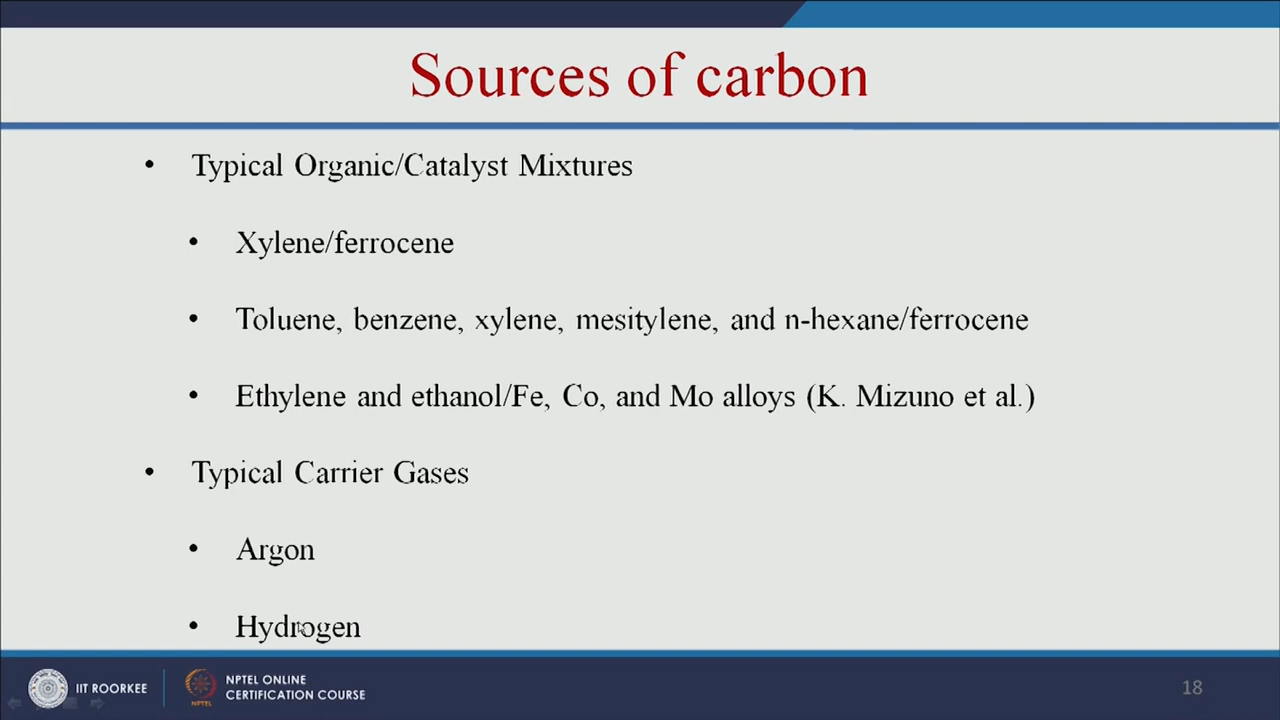 Sources of carbon
• Typical Organic/Catalyst Mixtures
• Xylene/ferrocene
• Toluene, benzene, xylene, mesitylene, and n-hexane/ferrocene
• Ethylene and ethanol/Fe, Co, and Mo alloys (K. Mizuno et al.)
• Typical Carrier Gases
• Argon
• Hydrogen
IIT ROORKEE
NPTEL
NPTEL ONLINE
CERTIFICATION COURSE
18